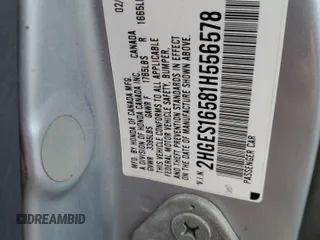 02/
MFD. BY HONDA OF CANADA MFG. CANADA
A DIVISION OF HONDA CANADA INC.
GVWR 3395LBS GAWR F 1765LBS R 1665L
THIS VEHICLE CONFORMS TO ALL APPLICABLE
FEDERAL MOTOR VEHICLE SAFETY, BUMPER,
AND THEFT PREVENTION STANDARDS IN EFFECT
ON THE DATE OF MANUFACTURE SHOWN ABOVE.
V.I.N. 2HGES16581H556578
PASSENGER CAR
DREAMBID